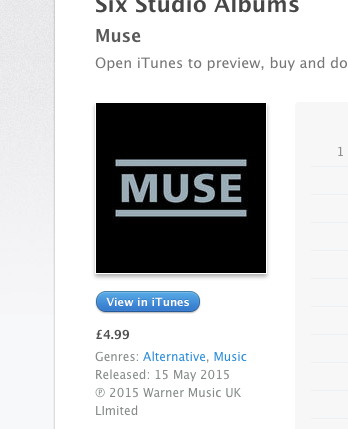 Six Studio Albums
Muse
Open iTunes to preview, buy and do
MUSE
1
View in iTunes
£4.99
Genres: Alternative, Music
Released: 15 May 2015
℗ 2015 Warner Music UK
LImited